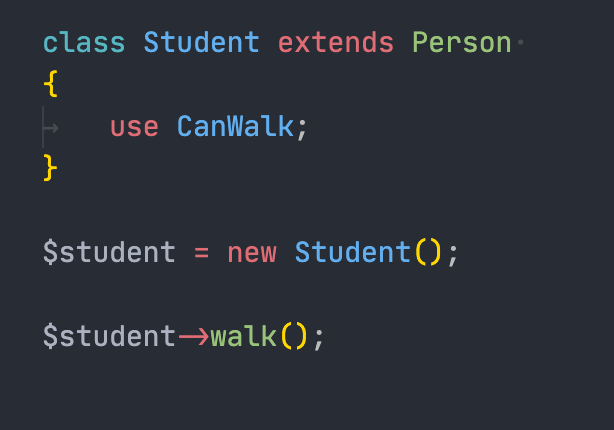 class Student extends Person
{
    use CanWalk;
}
$student = new Student();
$student->walk();